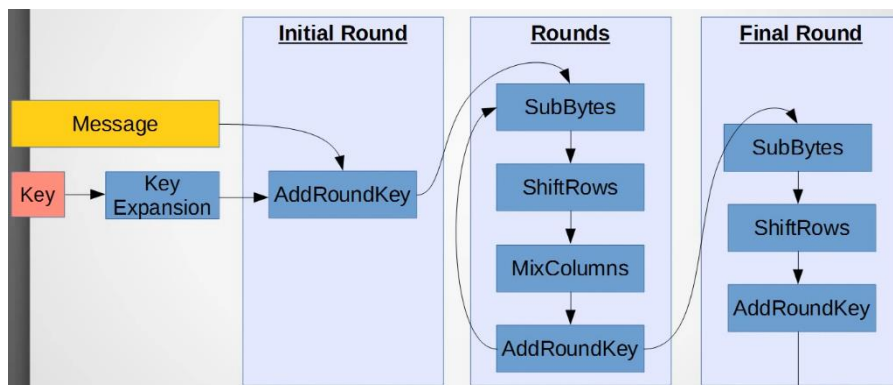 Initial Round
Rounds
Final Round
Message
Key
Key
Expansion
AddRoundKey
SubBytes
ShiftRows
MixColumns
AddRoundKey
SubBytes
ShiftRows
AddRoundKey